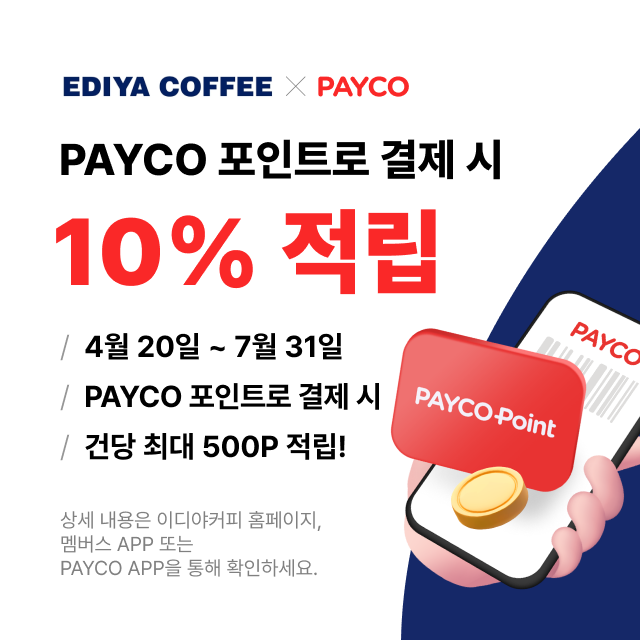 EDIYA COFFEE × PAYCO
PAYCO 포인트로 결제 시
10% 적립
/ 4월 20일 ~ 7월 31일
/ PAYCO 포인트로 결제 시
/ 건당 최대 500P 적립!
PAYCO
PAYCO Point
상세 내용은 이디야커피 홈페이지,
멤버스 APP 또는
PAYCO APP을 통해 확인하세요.